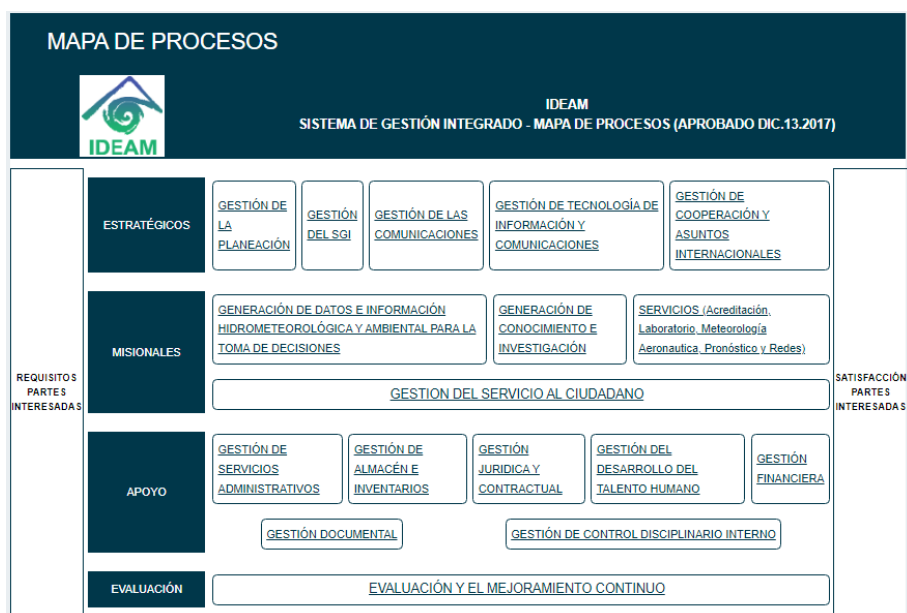 MAPA DE PROCESOS
IDEAM
IDEAM
SISTEMA DE GESTIÓN INTEGRADO - MAPA DE PROCESOS (APROBADO DIC.13.2017)
REQUISITOS
PARTES
INTERESADAS
ESTRATÉGICOS
GESTIÓN DE
LA
PLANEACIÓN
GESTIÓN
DEL SGI
GESTIÓN DE LAS
COMUNICACIONES
GESTIÓN DE TECNOLOGÍA DE
INFORMACIÓN Y
COMUNICACIONES
GESTIÓN DE
COOPERACIÓN Y
ASUNTOS
INTERNACIONALES
MISIONALES
GENERACIÓN DE DATOS E INFORMACIÓN
HIDROMETEOROLÓGICA Y AMBIENTAL PARA LA
TOMA DE DECISIONES
GENERACIÓN DE
CONOCIMIENTO E
INVESTIGACIÓN
SERVICIOS (Acreditación,
Laboratorio, Meteorología
Aeronautica, Pronóstico y Redes)
GESTION DEL SERVICIO AL CIUDADANO
APOYO
GESTIÓN DE
SERVICIOS
ADMINISTRATIVOS
GESTIÓN DE
ALMACÉN E
INVENTARIOS
GESTIÓN
JURIDICA Y
CONTRACTUAL
GESTIÓN DEL
DESARROLLO DEL
TALENTO HUMANO
GESTIÓN
FINANCIERA
GESTIÓN DOCUMENTAL
GESTIÓN DE CONTROL DISCIPLINARIO INTERNO
EVALUACIÓN
EVALUACIÓN Y EL MEJORAMIENTO CONTINUO
SATISFACCIÓN
PARTES
INTERESADAS